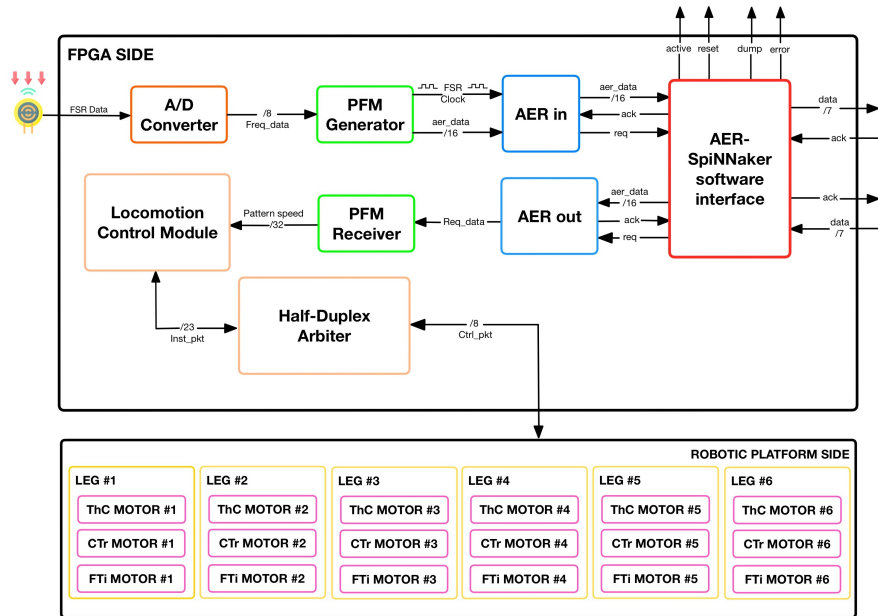 active
reset
dump
error
FPGA SIDE
FSR Data
A/D
Converter
/8
Freq_data
PFM
Generator
FSR
Clock
aer_data
/16
AER in
aer_data
/16
ack
req
AER-
SpiNNaker
software
interface
data
/7
ack
ack
data
/7
Locomotion
Control Module
Pattern speed
/32
PFM
Receiver
Req_data
AER out
aer_data
/16
ack
req
/23
Inst_pkt
Half-Duplex
Arbiter
/8
Ctrl_pkt
ROBOTIC PLATFORM SIDE
LEG #1
ThC MOTOR #1
CTr MOTOR #1
FTi MOTOR #1
LEG #2
ThC MOTOR #2
CTr MOTOR #2
FTi MOTOR #2
LEG #3
ThC MOTOR #3
CTr MOTOR #3
FTi MOTOR #3
LEG #4
ThC MOTOR #4
CTr MOTOR #4
FTi MOTOR #4
LEG #5
ThC MOTOR #5
CTr MOTOR #5
FTi MOTOR #5
LEG #6
ThC MOTOR #6
CTr MOTOR #6
FTi MOTOR #6